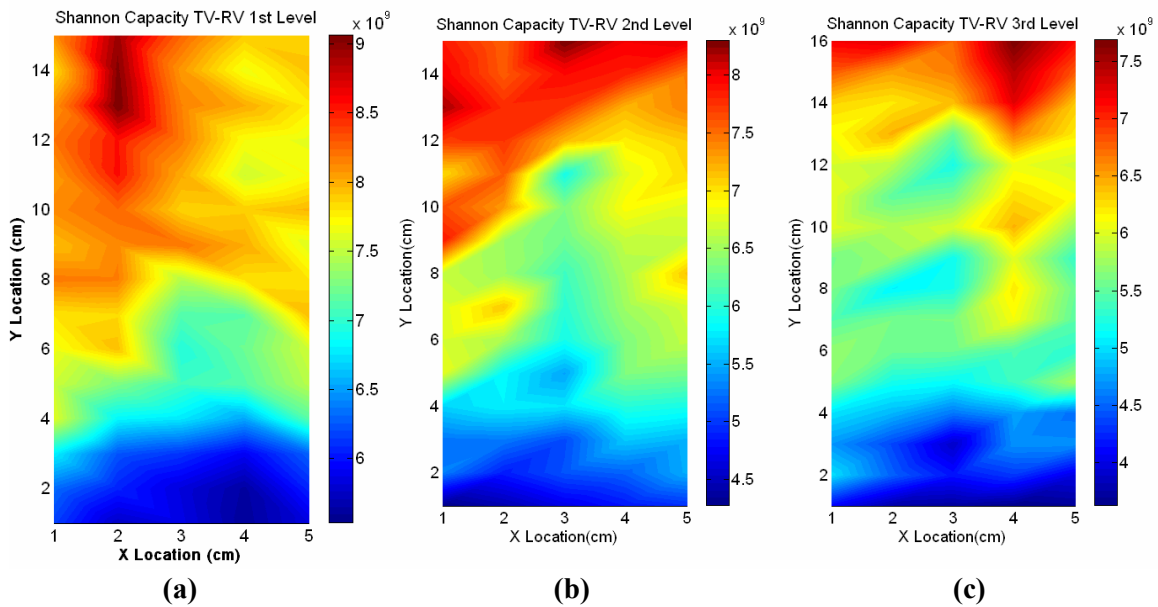 Shannon Capacity TV-RV 1st Level
x 10^9
9
8.5
8
7.5
7
6.5
6
14
12
10
8
6
4
2
Y Location (cm)
1 2 3 4 5
X Location (cm)
(a)
Shannon Capacity TV-RV 2nd Level
x 10^9
8
7.5
7
6.5
6
5.5
5
4.5
14
12
10
8
6
4
2
Y Location(cm)
1 2 3 4 5
X Location(cm)
(b)
Shannon Capacity TV-RV 3rd Level
x 10^9
7.5
7
6.5
6
5.5
5
4.5
4
16
14
12
10
8
6
4
2
Y Location(cm)
1 2 3 4 5
X Location(cm)
(c)